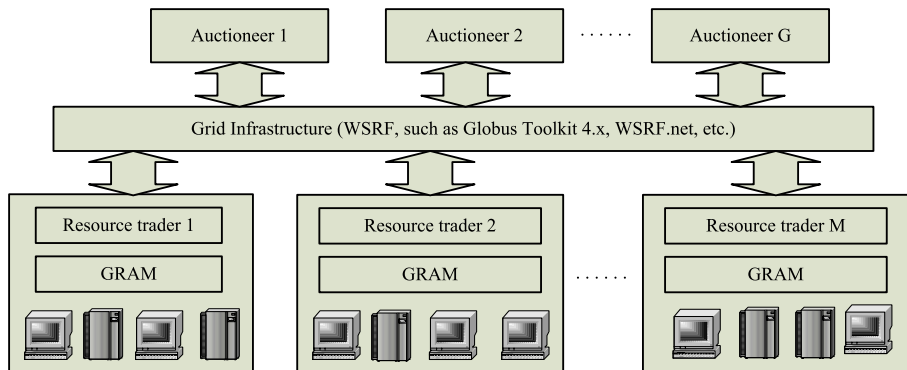 Auctioneer 1
Auctioneer 2
......
Auctioneer G
Grid Infrastructure (WSRF, such as Globus Toolkit 4.x, WSRF.net, etc.)
Resource trader 1
Resource trader 2
Resource trader M
GRAM
GRAM
......
GRAM